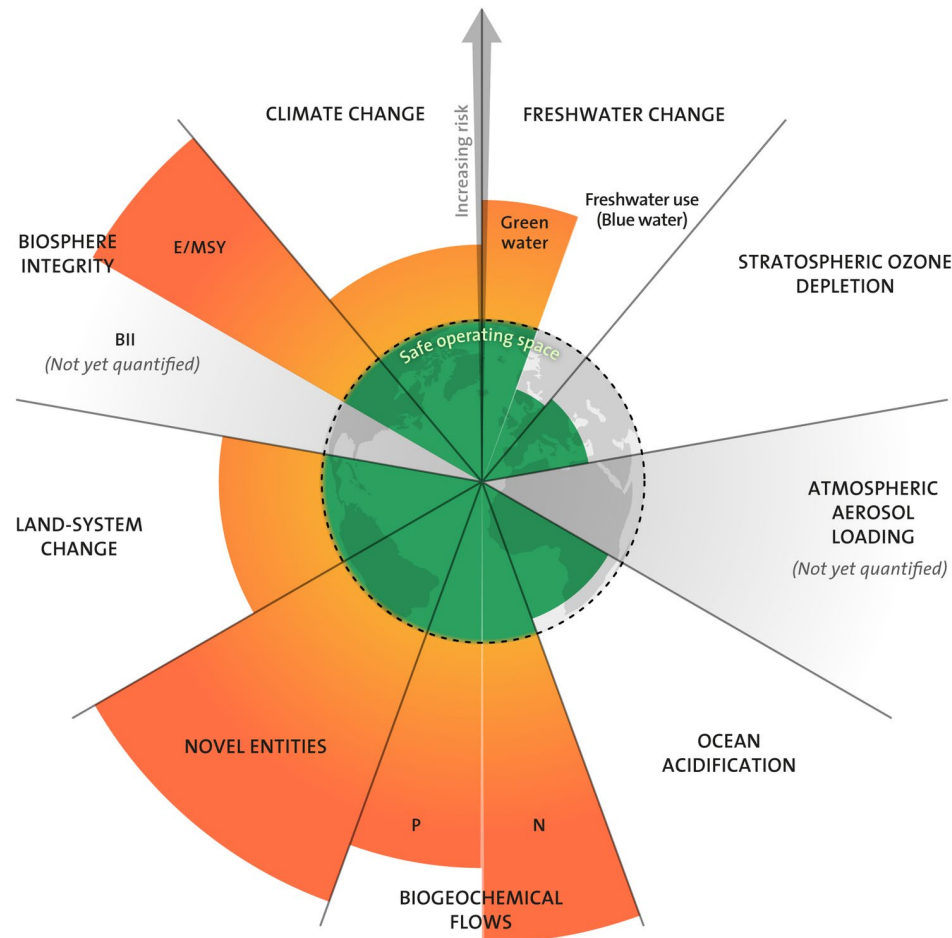 CLIMATE CHANGE
Increasing risk
FRESHWATER CHANGE
Freshwater use
(Blue water)
Green
water
BIOSPHERE
INTEGRITY
E/MSY
STRATOSPHERIC OZONE
DEPLETION
BII
(Not yet quantified)
Safe operating space
LAND-SYSTEM
CHANGE
ATMOSPHERIC
AEROSOL
LOADING
(Not yet quantified)
NOVEL ENTITIES
OCEAN
ACIDIFICATION
P
N
BIOGEOCHEMICAL
FLOWS